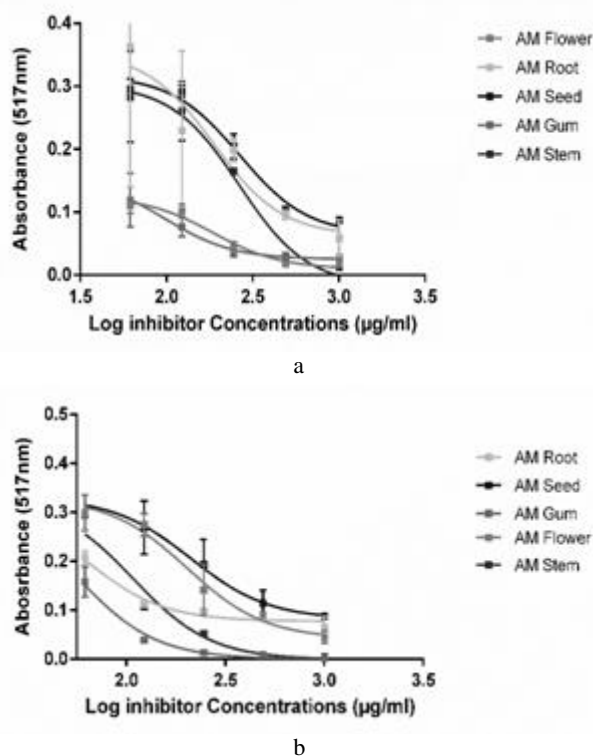 0.4
0.3
0.2
0.1
0.0
Absorbance (517nm)
1.5 2.0 2.5 3.0 3.5
Log inhibitor Concentrations (µg/ml)
AM Flower
AM Root
AM Seed
AM Gum
AM Stem
a
0.5
0.4
0.3
0.2
0.1
0.0
Abosrbance (517nm)
2.0 2.5 3.0 3.5
Log inhibitor Concentrations (µg/ml)
AM Root
AM Seed
AM Gum
AM Flower
AM Stem
b